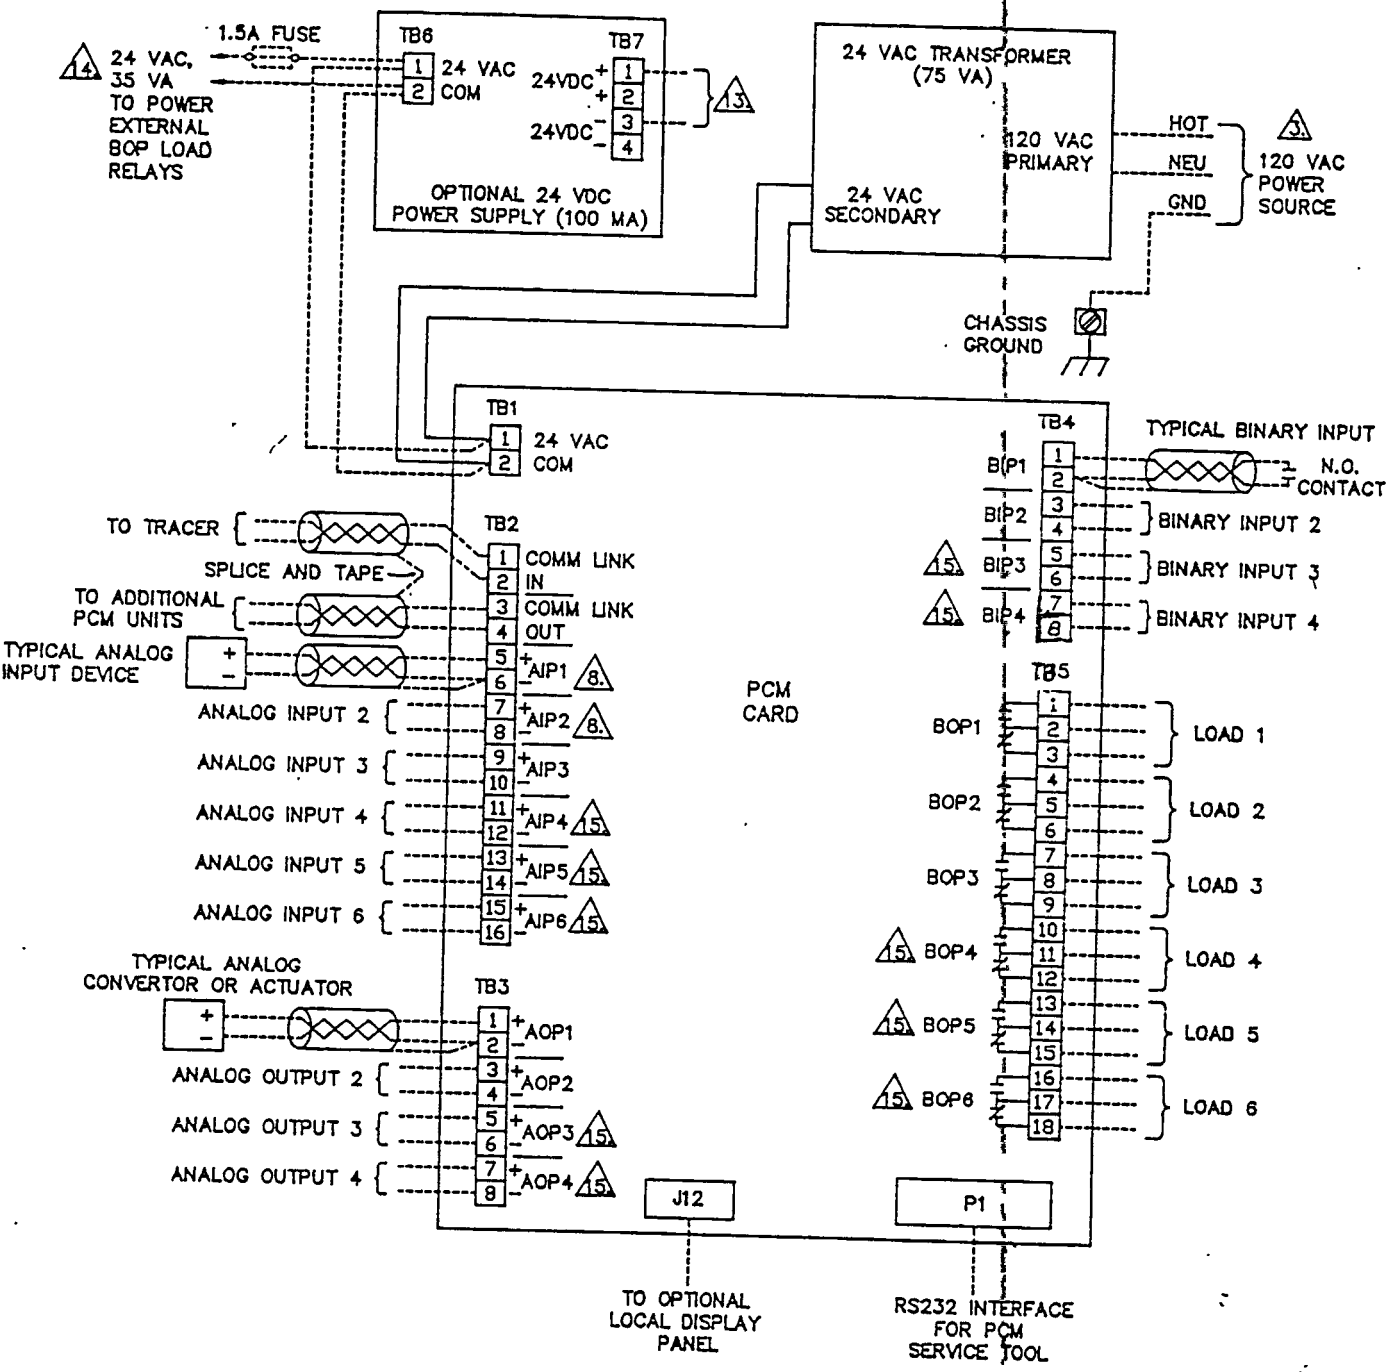 1.5A FUSE
14.
24 VAC,
35 VA
TO POWER
EXTERNAL
BOP LOAD
RELAYS
TB6
1 24 VAC
2 COM
TB7
24VDC + 1
+ 2
24VDC - 3
- 4
13.
OPTIONAL 24 VDC
POWER SUPPLY (100 MA)
24 VAC TRANSFORMER
(75 VA)
120 VAC
PRIMARY
24 VAC
SECONDARY
HOT
NEU
GND
3.
120 VAC
POWER
SOURCE
CHASSIS
GROUND
TB1
1 24 VAC
2 COM
TO TRACER
SPLICE AND TAPE
TO ADDITIONAL
PCM UNITS
TYPICAL ANALOG
INPUT DEVICE
+
-
ANALOG INPUT 2
ANALOG INPUT 3
ANALOG INPUT 4
ANALOG INPUT 5
ANALOG INPUT 6
TB2
1 COMM LINK
2 IN
3 COMM LINK
4 OUT
5 +
6 - AIP1 8.
7 +
8 - AIP2 8.
9 +
10 - AIP3
11 +
12 - AIP4 15.
13 +
14 - AIP5 15.
15 +
16 - AIP6 15.
TYPICAL ANALOG
CONVERTOR OR ACTUATOR
+
-
ANALOG OUTPUT 2
ANALOG OUTPUT 3
ANALOG OUTPUT 4
TB3
1 +
2 - AOP1
3 +
4 - AOP2
5 +
6 - AOP3 15.
7 +
8 - AOP4 15.
PCM
CARD
TB4
BIP1 1
2
BIP2 3
4
15. BIP3 5
6
15. BIP4 7
8
TYPICAL BINARY INPUT
N.O.
CONTACT
BINARY INPUT 2
BINARY INPUT 3
BINARY INPUT 4
TB5
BOP1 1
2 LOAD 1
3
BOP2 4
5 LOAD 2
6
BOP3 7
8 LOAD 3
9
15. BOP4 10
11 LOAD 4
12
15. BOP5 13
14 LOAD 5
15
15. BOP6 16
17 LOAD 6
18
J12
P1
TO OPTIONAL
LOCAL DISPLAY
PANEL
RS232 INTERFACE
FOR PCM
SERVICE TOOL